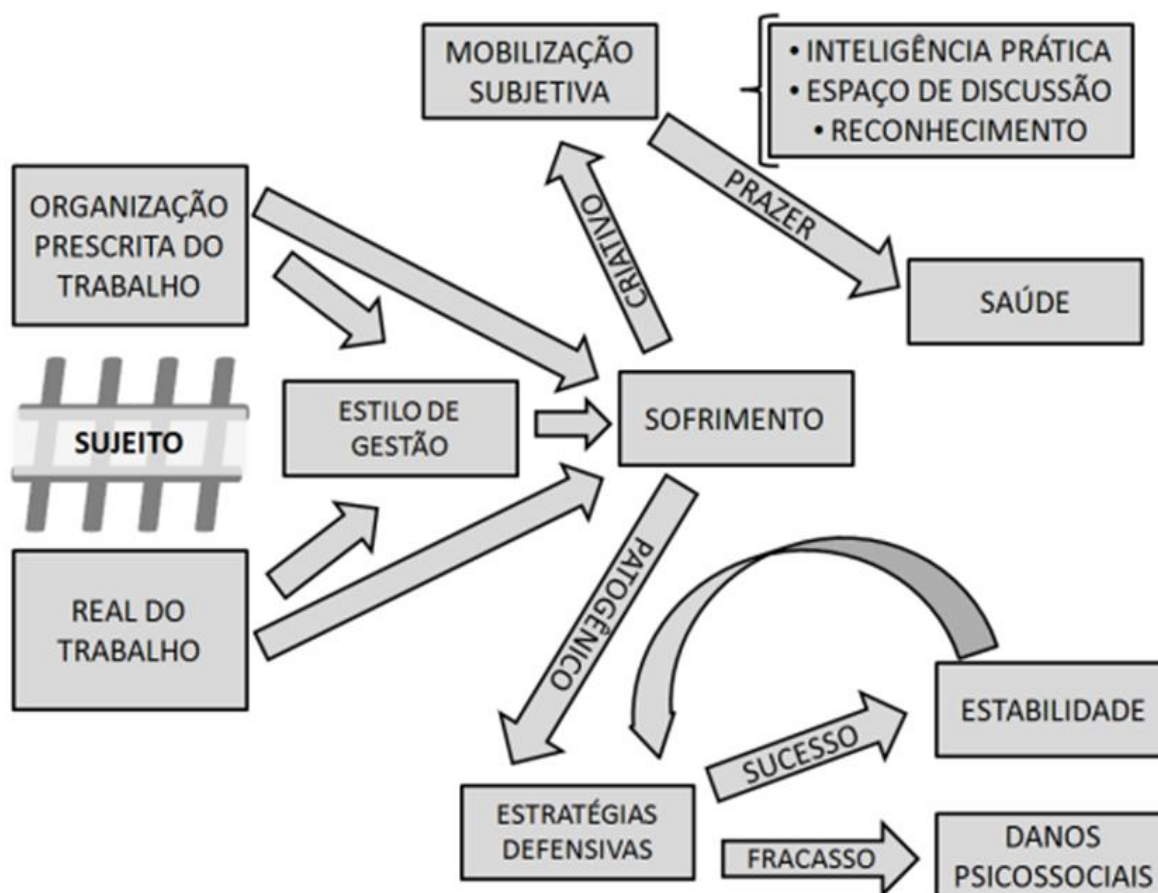 MOBILIZAÇÃO
SUBJETIVA
• INTELIGÊNCIA PRÁTICA
• ESPAÇO DE DISCUSSÃO
• RECONHECIMENTO
ORGANIZAÇÃO
PRESCRITA DO
TRABALHO
CRIATIVO
PRAZER
SAÚDE
SUJEITO
ESTILO DE
GESTÃO
SOFRIMENTO
REAL DO
TRABALHO
PATOGÊNICO
ESTRATÉGIAS
DEFENSIVAS
SUCESSO
ESTABILIDADE
FRACASSO
DANOS
PSICOSSOCIAIS